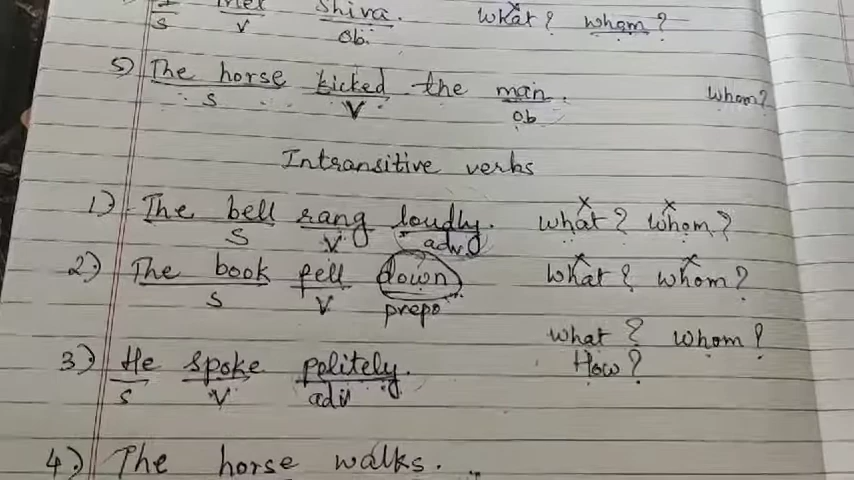 I met Shiva. what? whom?
S V Ob.
5) The horse kicked the man. whom?
S V ob
Intransitive verbs
1) The bell rang loudly. what? whom?
S V adv
2) The book fell down what? whom?
S V prepo
what? whom?
3) He spoke politely. How?
S V adv
4) The horse walks.